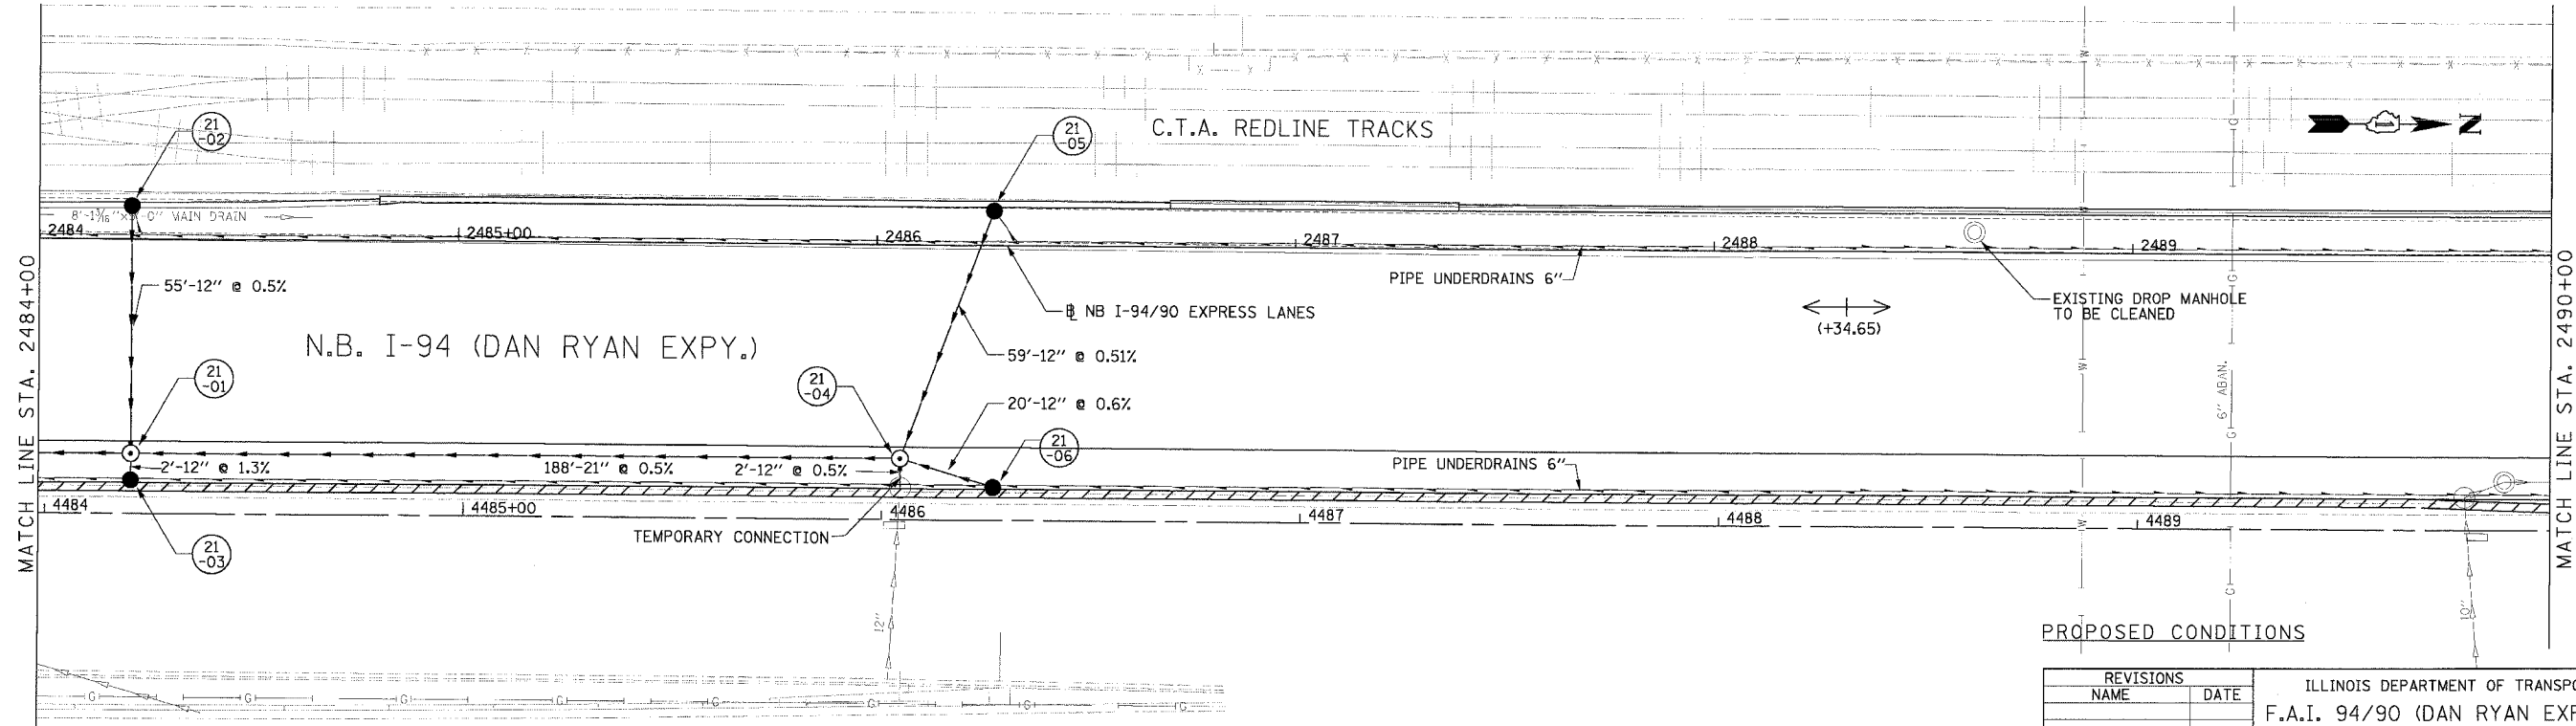 C.T.A. REDLINE TRACKS
21
-02
21
-05
N
MATCH LINE STA. 2484+00
MATCH LINE STA. 2490+00
MAIN DRAIN
2484
2485+00
2486
2487
2488
2489
PIPE UNDERDRAINS 6"
55'-12" @ 0.5%
NB I-94/90 EXPRESS LANES
EXISTING DROP MANHOLE
TO BE CLEANED
(+34.65)
N.B. I-94 (DAN RYAN EXPY.)
59'-12" @ 0.51%
21
-01
21
-04
20'-12" @ 0.6%
6" ABAN.
21
-06
2'-12" @ 1.3%
188'-21" @ 0.5%
2'-12" @ 0.5%
PIPE UNDERDRAINS 6"
4484
4485+00
4486
4487
4488
4489
TEMPORARY CONNECTION
21
-03
12"
10"
W
W
W
G
G
G
PROPOSED CONDITIONS
REVISIONS
NAME
DATE
ILLINOIS DEPARTMENT OF TRANSPO
F.A.I. 94/90 (DAN RYAN EXP
G
G
G
G
G
G
G
G